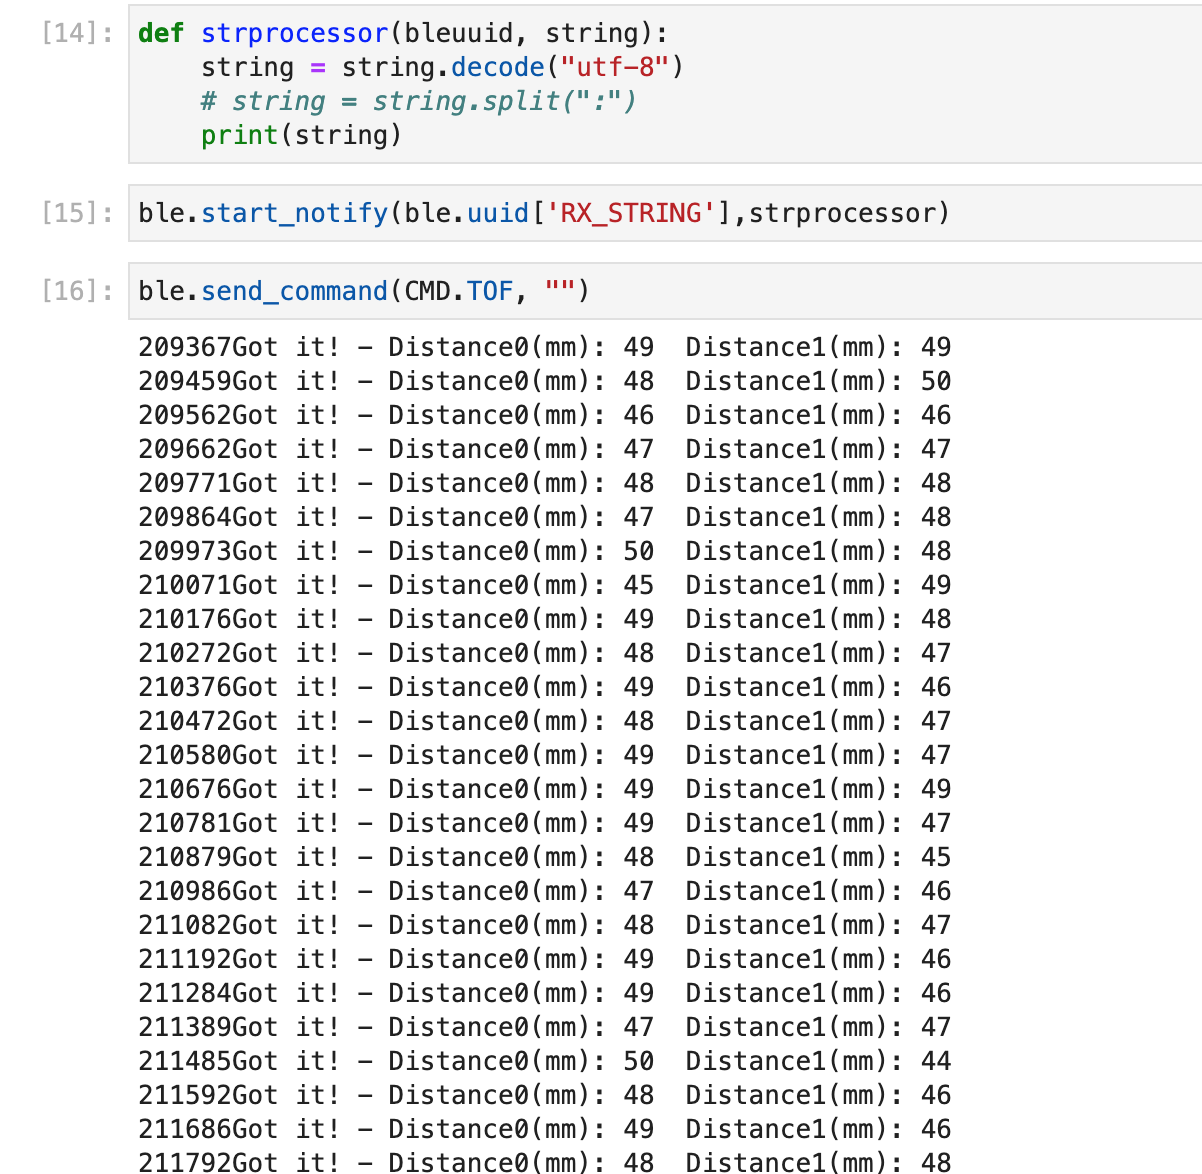 [14]: def strprocessor(bleuuid, string):
    string = string.decode("utf-8")
    # string = string.split(":")
    print(string)
[15]: ble.start_notify(ble.uuid['RX_STRING'],strprocessor)
[16]: ble.send_command(CMD.TOF, "")
209367Got it! – Distance0(mm): 49  Distance1(mm): 49
209459Got it! – Distance0(mm): 48  Distance1(mm): 50
209562Got it! – Distance0(mm): 46  Distance1(mm): 46
209662Got it! – Distance0(mm): 47  Distance1(mm): 47
209771Got it! – Distance0(mm): 48  Distance1(mm): 48
209864Got it! – Distance0(mm): 47  Distance1(mm): 48
209973Got it! – Distance0(mm): 50  Distance1(mm): 48
210071Got it! – Distance0(mm): 45  Distance1(mm): 49
210176Got it! – Distance0(mm): 49  Distance1(mm): 48
210272Got it! – Distance0(mm): 48  Distance1(mm): 47
210376Got it! – Distance0(mm): 49  Distance1(mm): 46
210472Got it! – Distance0(mm): 48  Distance1(mm): 47
210580Got it! – Distance0(mm): 49  Distance1(mm): 47
210676Got it! – Distance0(mm): 49  Distance1(mm): 49
210781Got it! – Distance0(mm): 49  Distance1(mm): 47
210879Got it! – Distance0(mm): 48  Distance1(mm): 45
210986Got it! – Distance0(mm): 47  Distance1(mm): 46
211082Got it! – Distance0(mm): 48  Distance1(mm): 47
211192Got it! – Distance0(mm): 49  Distance1(mm): 46
211284Got it! – Distance0(mm): 49  Distance1(mm): 46
211389Got it! – Distance0(mm): 47  Distance1(mm): 47
211485Got it! – Distance0(mm): 50  Distance1(mm): 44
211592Got it! – Distance0(mm): 48  Distance1(mm): 46
211686Got it! – Distance0(mm): 49  Distance1(mm): 46
211792Got it! – Distance0(mm): 48  Distance1(mm): 48